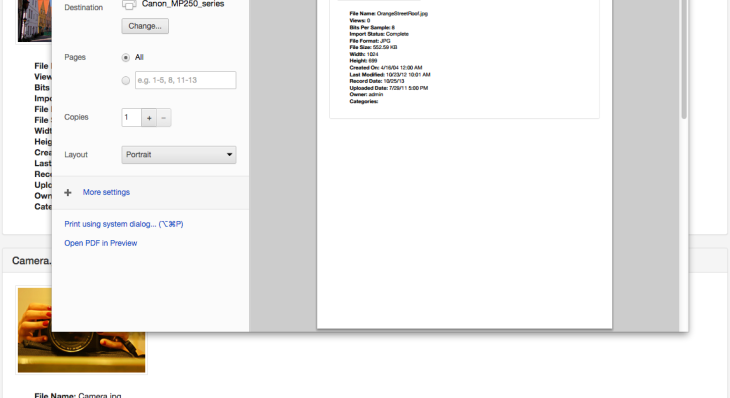 Destination
Canon_MP250_series
Change...
Pages
All
e.g. 1-5, 8, 11-13
Copies
1
+
−
Layout
Portrait
More settings
Print using system dialog... (⌥⌘P)
Open PDF in Preview
File Name: OrangeStreetRoof.jpg
Views: 0
Bits Per Sample: 8
Import Status: Complete
File Format: JPG
File Size: 552.59 KB
Width: 1024
Height: 699
Created On: 4/16/04 12:00 AM
Last Modified: 10/23/12 10:01 AM
Record Date: 10/25/13
Uploaded Date: 7/29/11 5:00 PM
Owner: admin
Categories:
File
View
Bits
Impo
File
File
Widt
Heig
Crea
Last
Reco
Uplo
Own
Cate
Camera.
File Name: Camera.jpg